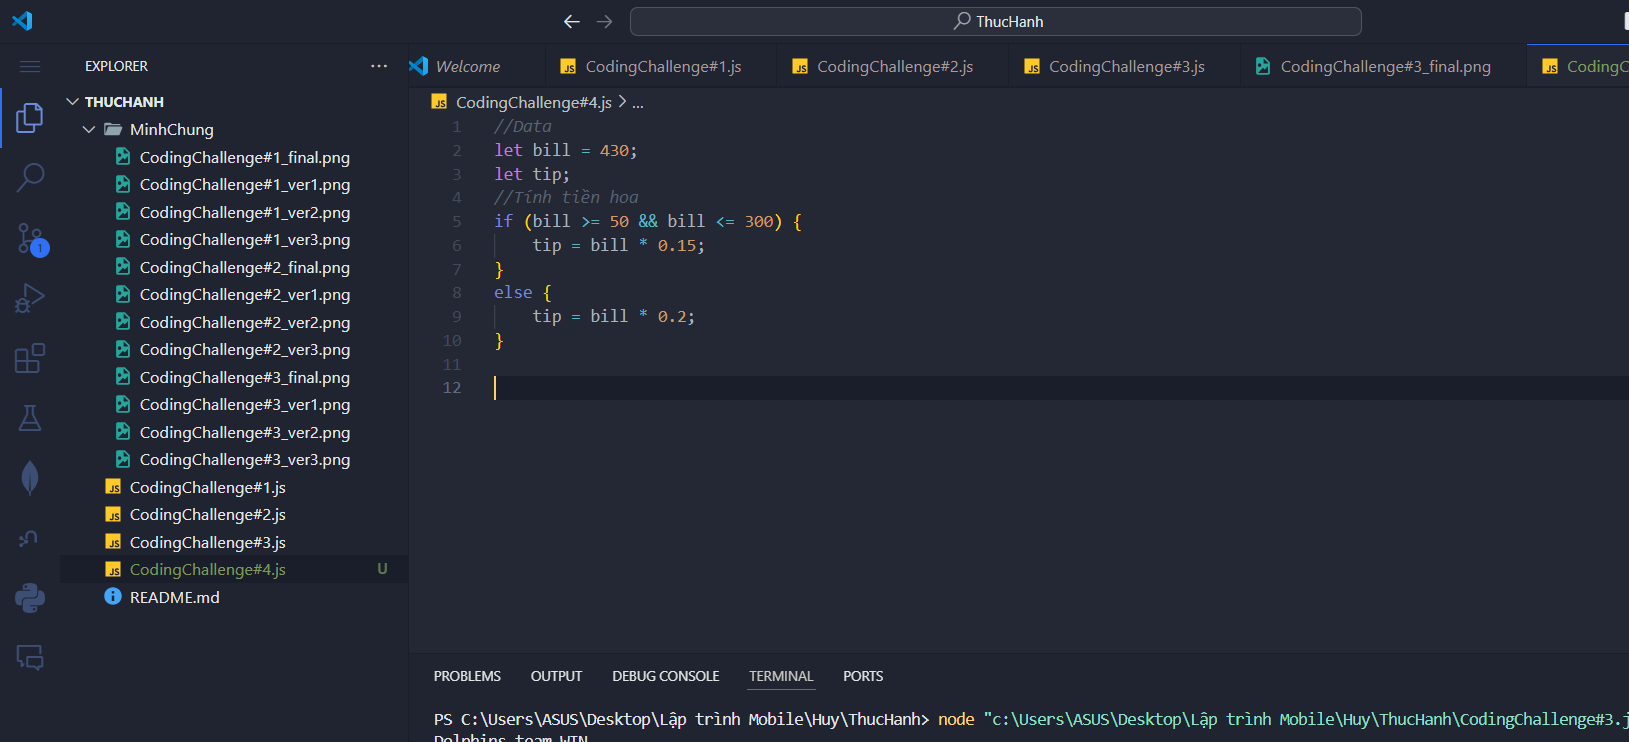 ThucHanh
EXPLORER
Welcome
CodingChallenge#1.js
CodingChallenge#2.js
CodingChallenge#3.js
CodingChallenge#3_final.png
CodingC
THUCHANH
MinhChung
CodingChallenge#1_final.png
CodingChallenge#1_ver1.png
CodingChallenge#1_ver2.png
CodingChallenge#1_ver3.png
CodingChallenge#2_final.png
CodingChallenge#2_ver1.png
CodingChallenge#2_ver2.png
CodingChallenge#2_ver3.png
CodingChallenge#3_final.png
CodingChallenge#3_ver1.png
CodingChallenge#3_ver2.png
CodingChallenge#3_ver3.png
CodingChallenge#1.js
CodingChallenge#2.js
CodingChallenge#3.js
CodingChallenge#4.js U
README.md
1
CodingChallenge#4.js > ...
1 //Data
2 let bill = 430;
3 let tip;
4 //Tính tiền hoa
5 if (bill >= 50 && bill <= 300) {
6 tip = bill * 0.15;
7 }
8 else {
9 tip = bill * 0.2;
10 }
11
12
PROBLEMS OUTPUT DEBUG CONSOLE TERMINAL PORTS
PS C:\Users\ASUS\Desktop\Lập trình Mobile\Huy\ThucHanh> node "c:\Users\ASUS\Desktop\Lập trình Mobile\Huy\ThucHanh\CodingChallenge#3.j
Dolphins team WIN